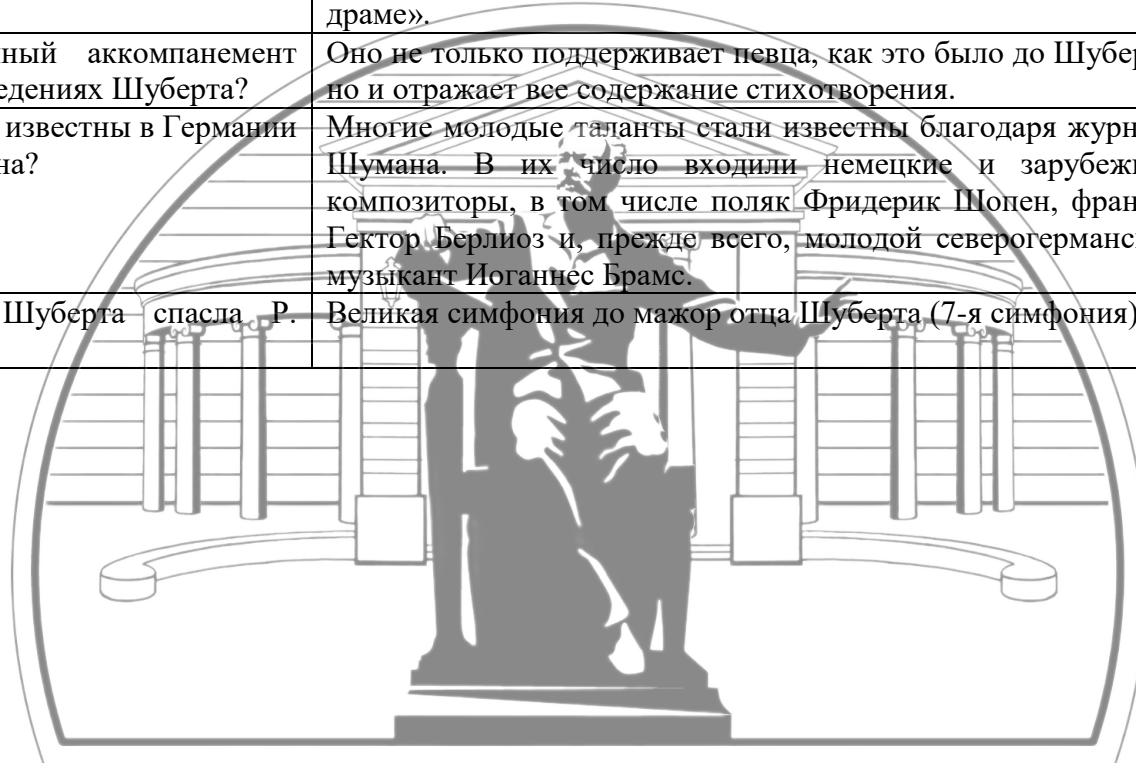 драме».
нный аккомпанемент
едениях Шуберта?
Оно не только поддерживает певца, как это было до Шубер
но и отражает все содержание стихотворения.
известны в Германии
на?
Многие молодые таланты стали известны благодаря журн
Шумана. В их число входили немецкие и зарубежн
композиторы, в том числе поляк Фридерик Шопен, фран
Гектор Берлиоз и, прежде всего, молодой северогерманс
музыкант Иоганнес Брамс.
Шуберта спасла Р.
Великая симфония до мажор отца Шуберта (7-я симфония)